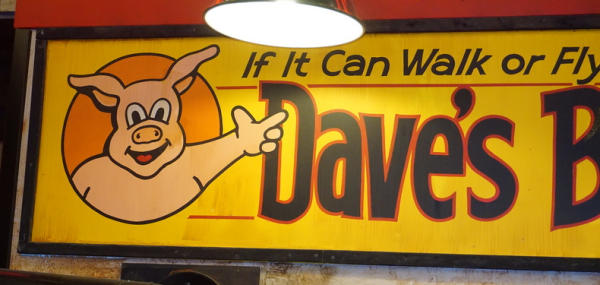 If It Can Walk or Fly
Dave's B